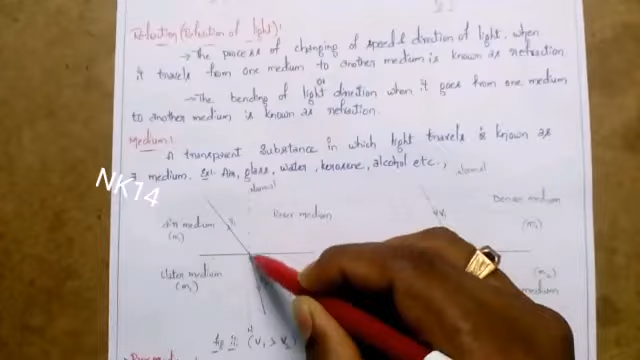 Refraction (Refraction of light):
→ The process of changing of speed & direction of light, when
it travels from one medium to another medium is known as refraction
or
→ The bending of light direction when it goes from one medium
to another medium is known as refraction.
Medium:
A transparent substance in which light travels is known as
a medium. Ex:- Air, glass, water, kerosene, alcohol etc.,
NK14
Normal
Normal
Air medium
(m₁)
Rarer medium
Denser medium
(m₁)
Water medium
(m₂)
(m₂)
medium
(V₁ > V₂)